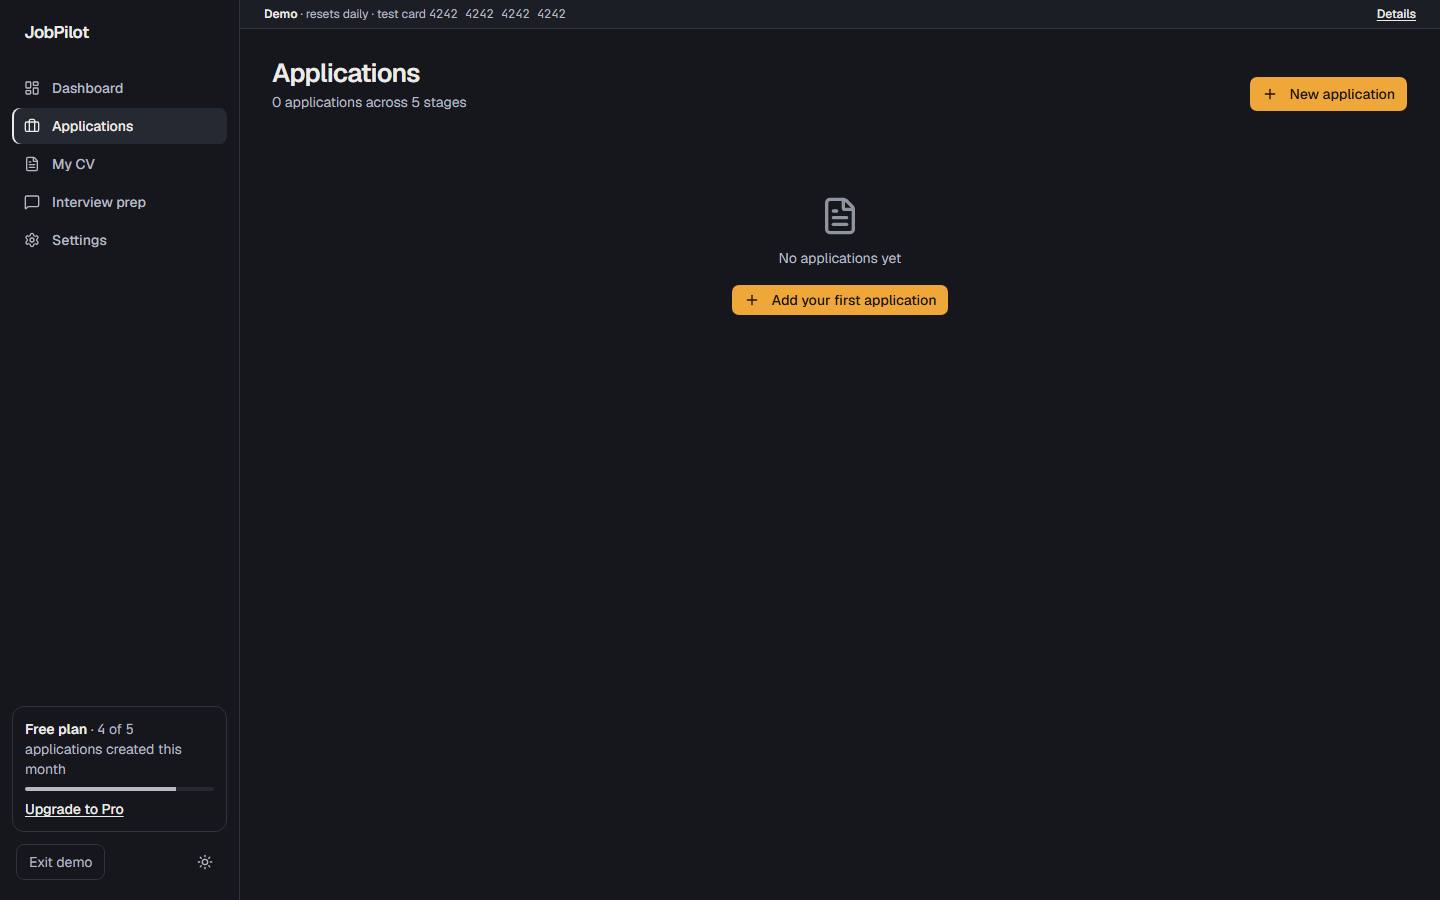 JobPilot
Dashboard
Applications
My CV
Interview prep
Settings
Free plan · 4 of 5
applications created this
month
Upgrade to Pro
Exit demo
Demo · resets daily · test card 4242 4242 4242 4242
Details
Applications
0 applications across 5 stages
New application
No applications yet
Add your first application